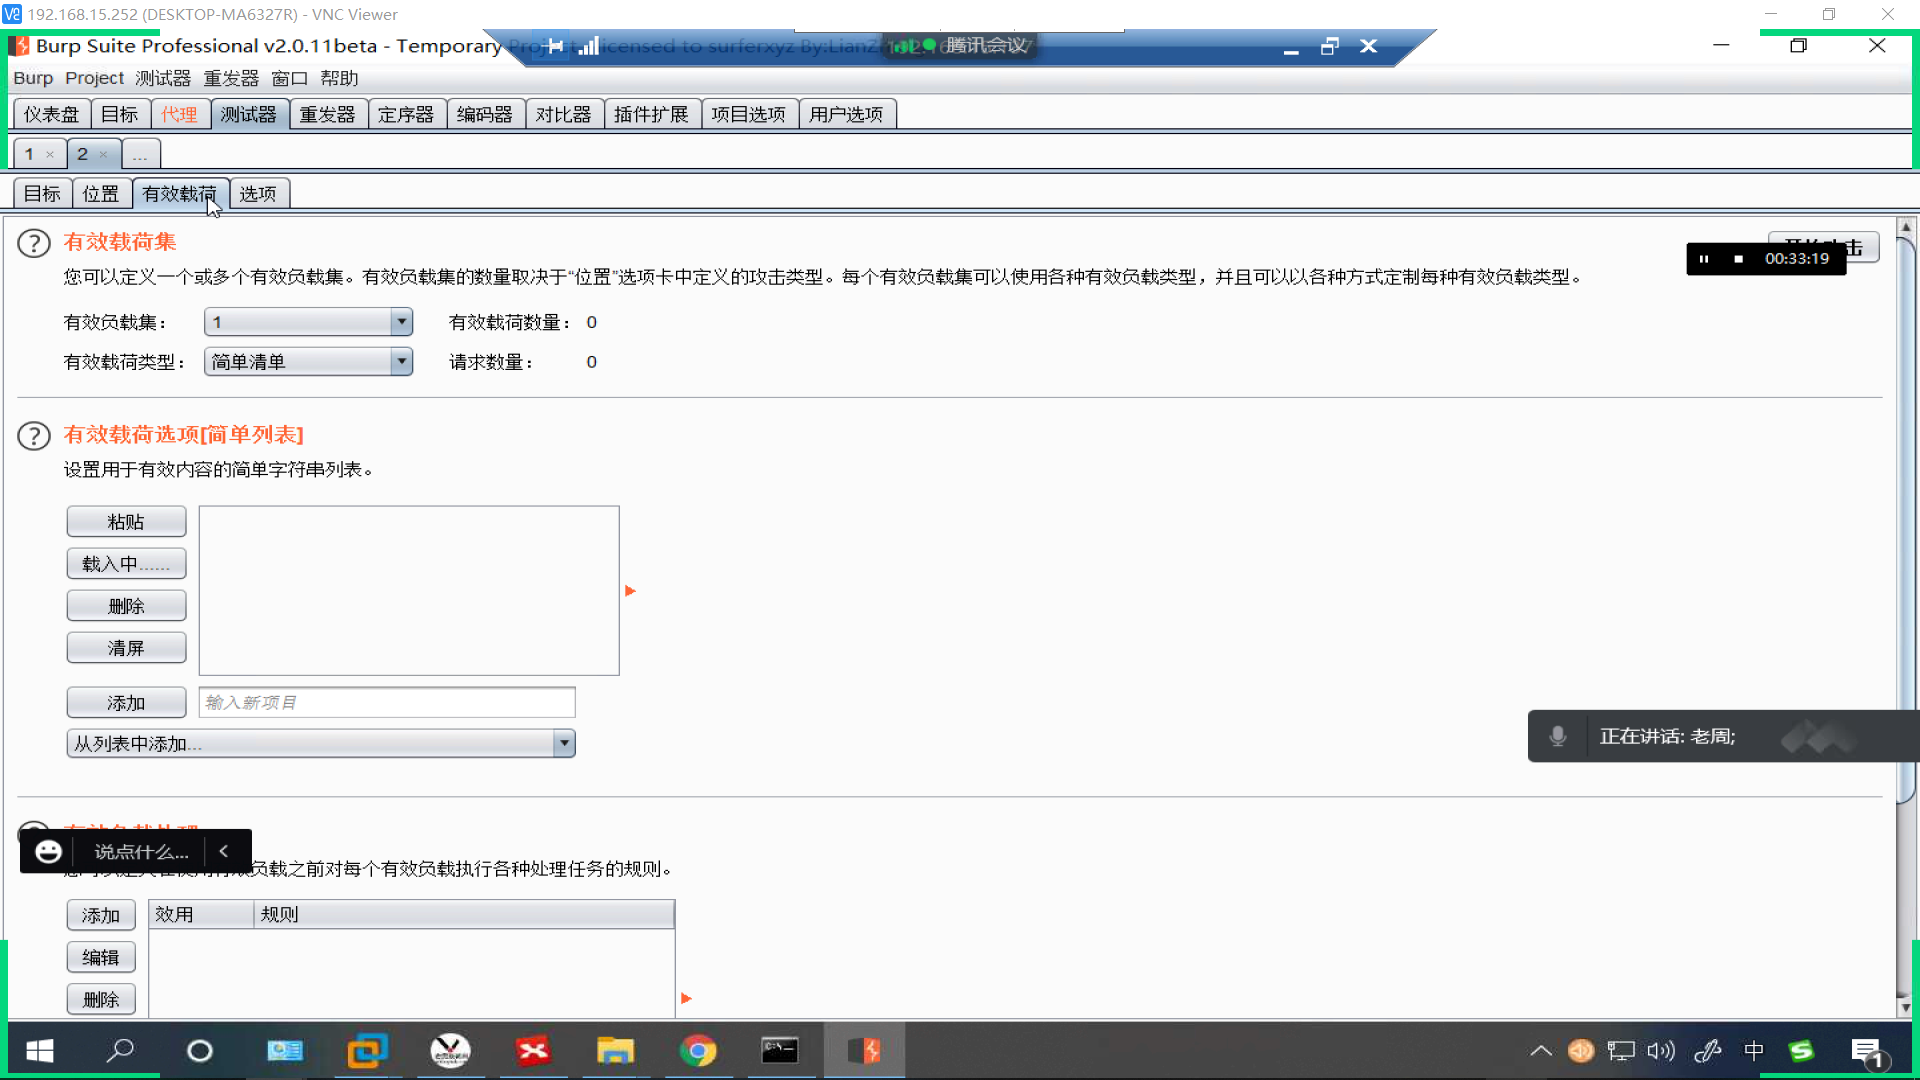 192.168.15.252 (DESKTOP-MA6327R) - VNC Viewer
Burp Suite Professional v2.0.11beta - Temporary Project - licensed to surferxyz By:LianZ
腾讯会议
Burp Project 测试器 重发器 窗口 帮助
仪表盘 目标 代理 测试器 重发器 定序器 编码器 对比器 插件扩展 项目选项 用户选项
1 × 2 × ...
目标 位置 有效载荷 选项
有效载荷集
您可以定义一个或多个有效负载集。有效负载集的数量取决于“位置”选项卡中定义的攻击类型。每个有效负载集可以使用各种有效负载类型，并且可以以各种方式定制每种有效负载类型。
00:33:19
有效负载集： 1 有效载荷数量： 0
有效载荷类型： 简单清单 请求数量： 0
有效载荷选项[简单列表]
设置用于有效内容的简单字符串列表。
粘贴
载入中......
删除
清屏
添加 输入新项目
从列表中添加...
正在讲话: 老周;
说点什么...
负载之前对每个有效负载执行各种处理任务的规则。
添加 效用 规则
编辑
删除
中
1